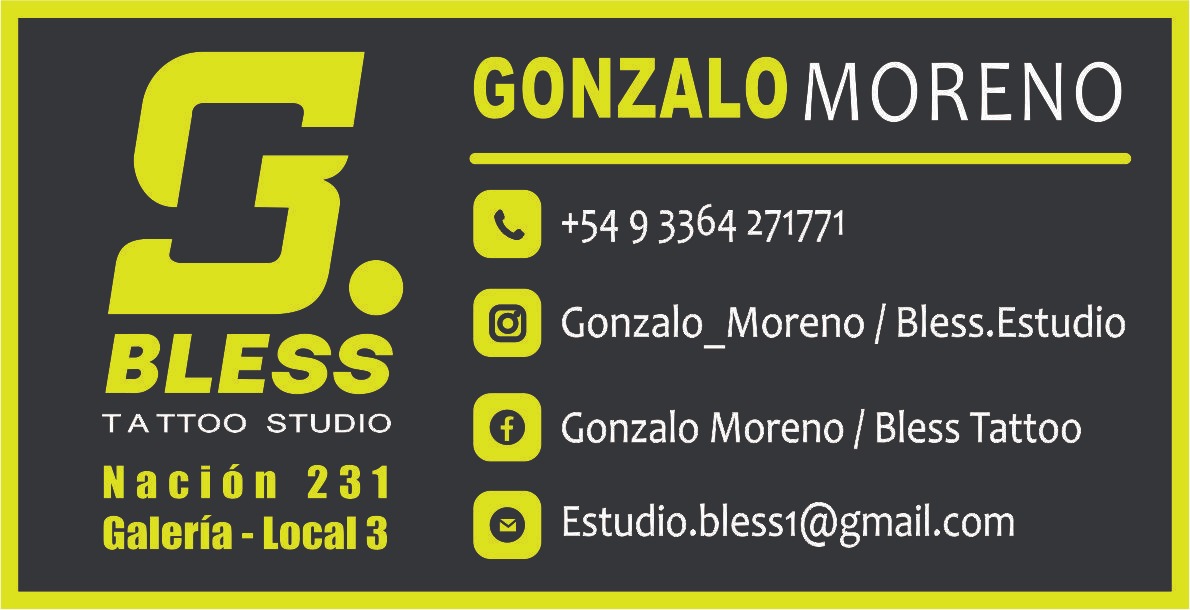 G.
BLESS
TATTOO STUDIO
Nación 231
Galería - Local 3
GONZALO MORENO
+54 9 3364 271771
Gonzalo_Moreno / Bless.Estudio
Gonzalo Moreno / Bless Tattoo
Estudio.bless1@gmail.com